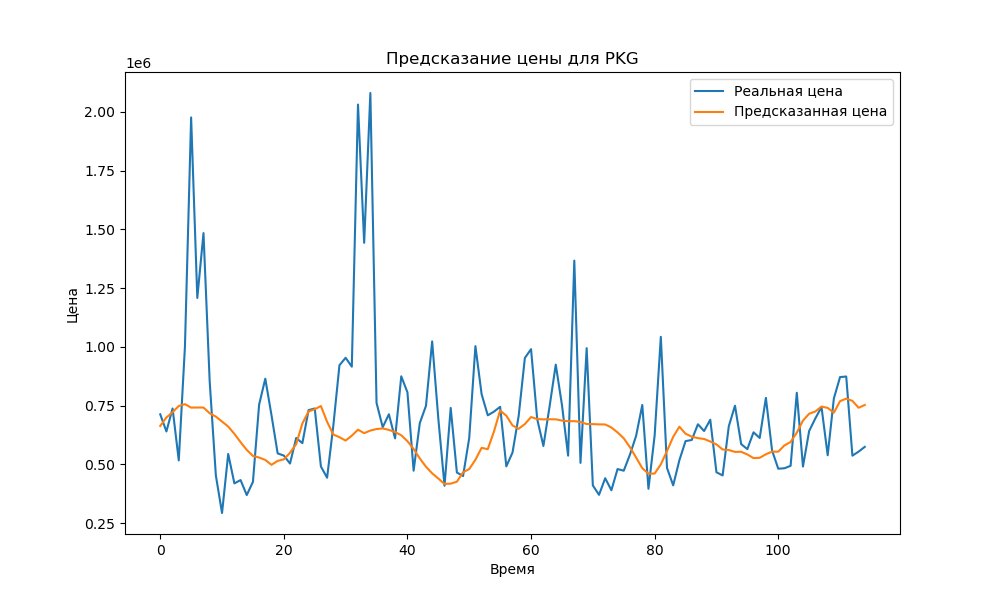 Предсказание цены для PKG
1e6
Реальная цена
Предсказанная цена
2.00
1.75
1.50
1.25
1.00
0.75
0.50
0.25
Цена
0 20 40 60 80 100
Время